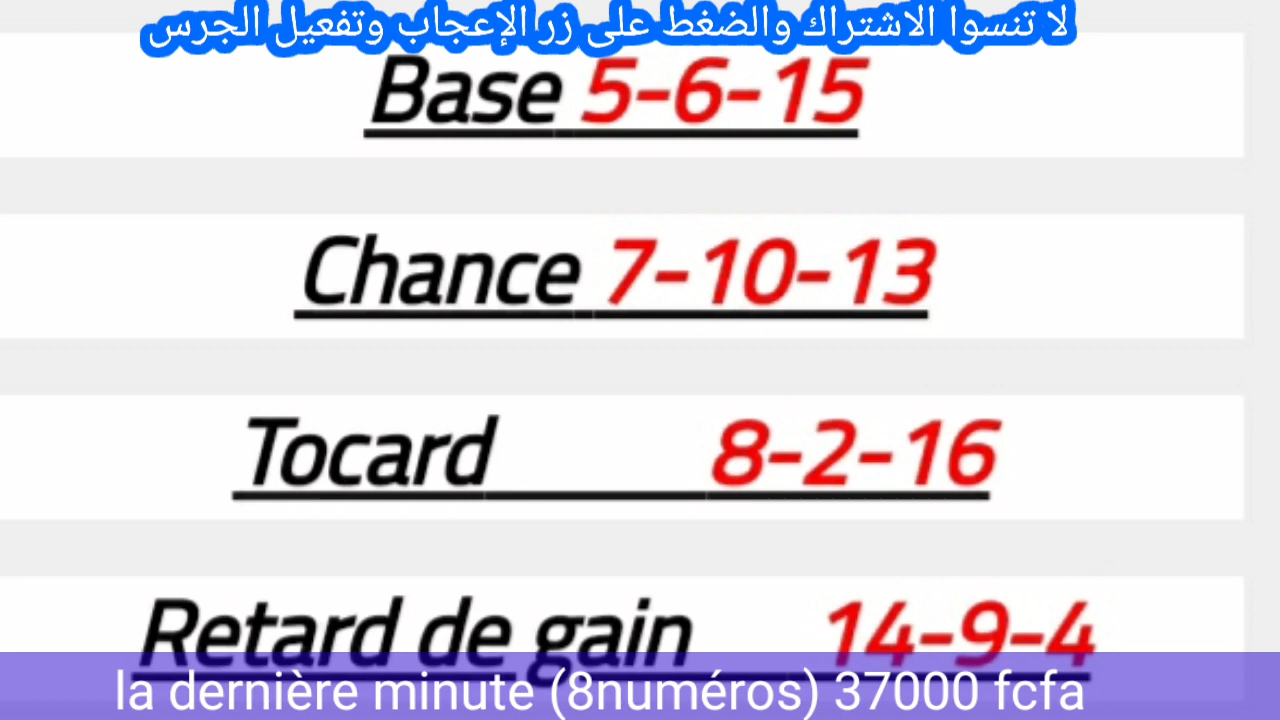 لا تنسوا الاشتراك والضغط على زر الإعجاب وتفعيل الجرس
Base 5-6-15
Chance 7-10-13
Tocard 8-2-16
Retard de gain 14-9-4
la dernière minute (8numéros) 37000 fcfa